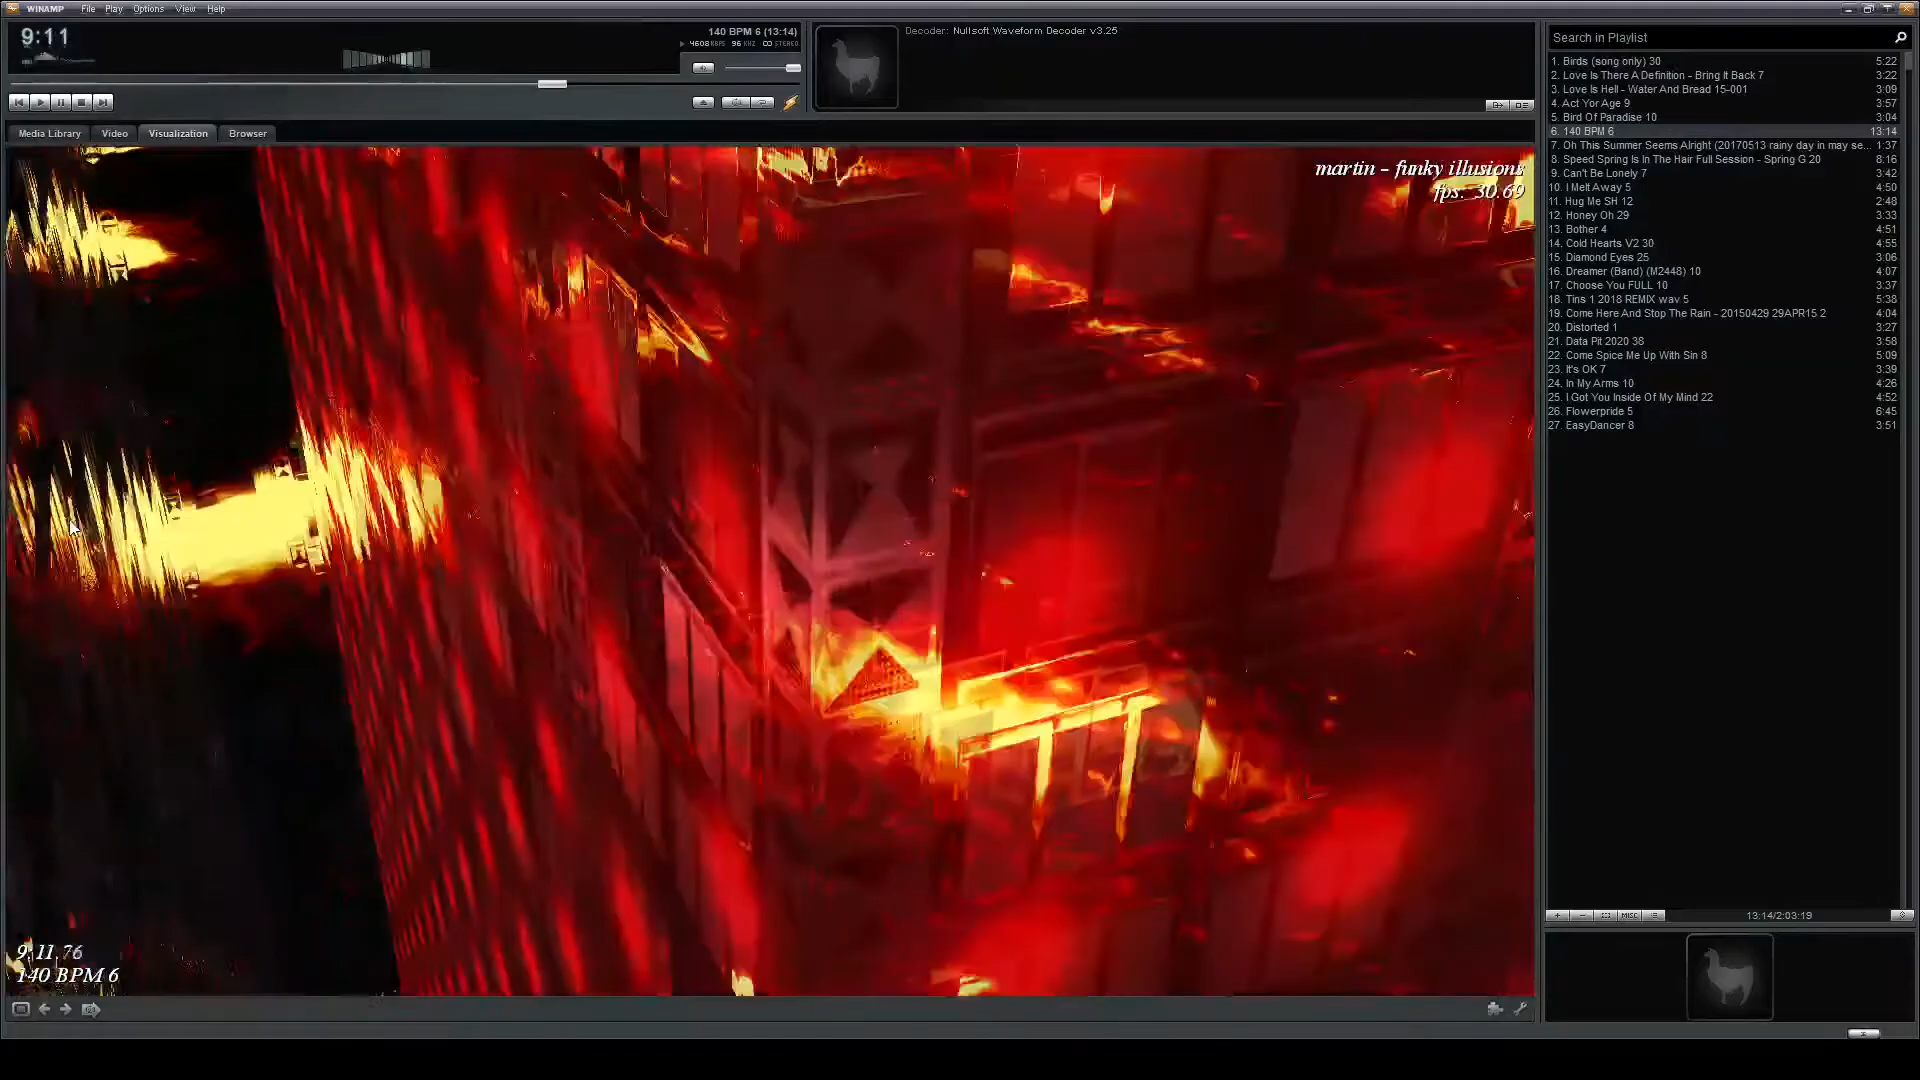 WINAMP File Play Options View Help
9:11
140 BPM 6 (13:14)
4608 KBPS 96 KHZ STEREO
Decoder: Nullsoft Waveform Decoder v3.25
Media Library Video Visualization Browser
martin - funky illusions
fps: 30.69
9:11.76
140 BPM 6
Search in Playlist
1. Birds (song only) 30 5:22
2. Love Is There A Definition - Bring It Back 7 3:22
3. Love Is Hell - Water And Bread 15-001 3:09
4. Act Yor Age 9 3:57
5. Bird Of Paradise 10 3:04
6. 140 BPM 6 13:14
7. Oh This Summer Seems Alright (20170513 rainy day in may se... 1:37
8. Speed Spring Is In The Hair Full Session - Spring G 20 8:16
9. Can't Be Lonely 7 3:42
10. I Melt Away 5 4:50
11. Hug Me SH 12 2:48
12. Honey Oh 29 3:33
13. Bother 4 4:51
14. Cold Hearts V2 30 4:55
15. Diamond Eyes 25 3:06
16. Dreamer (Band) (M2448) 10 4:07
17. Choose You FULL 10 3:37
18. Tins 1 2018 REMIX wav 5 5:38
19. Come Here And Stop The Rain - 20150429 29APR15 2 4:04
20. Distorted 1 3:27
21. Data Pit 2020 38 3:58
22. Come Spice Me Up With Sin 8 5:09
23. It's OK 7 3:39
24. In My Arms 10 4:26
25. I Got You Inside Of My Mind 22 4:52
26. Flowerpride 5 6:45
27. EasyDancer 8 3:51
MISC 13:14/2:03:19